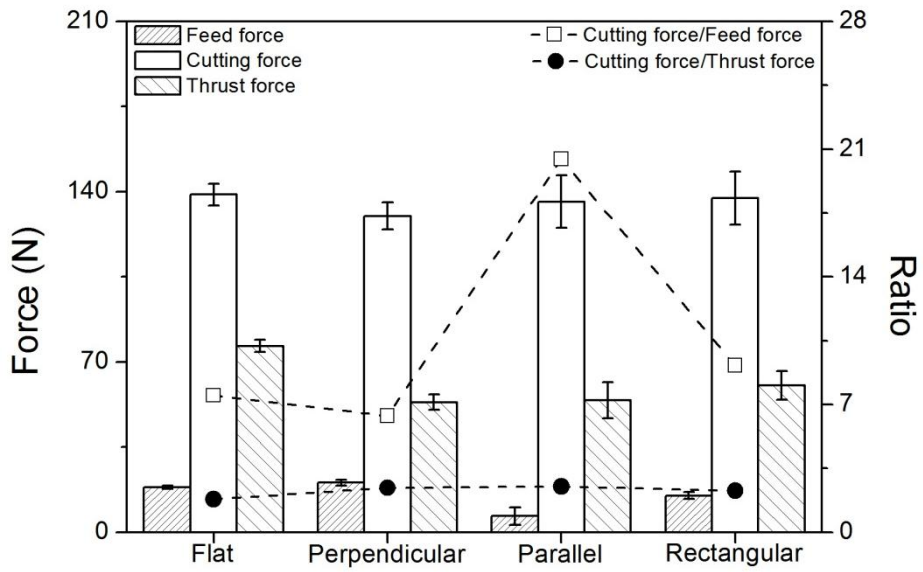 210
28
Feed force
Cutting force
Thrust force
Cutting force/Feed force
Cutting force/Thrust force
21
140
14
Force (N)
Ratio
70
7
0
0
Flat
Perpendicular
Parallel
Rectangular